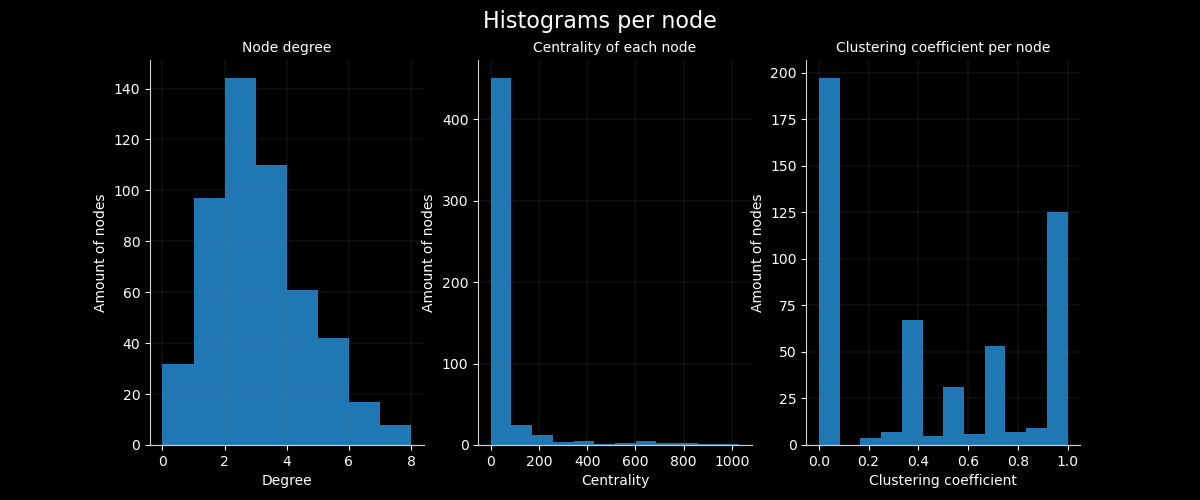 Histograms per node
Node degree
140
120
100
80
60
40
20
0
Amount of nodes
0 2 4 6 8
Degree
Centrality of each node
400
300
200
100
0
Amount of nodes
0 200 400 600 800 1000
Centrality
Clustering coefficient per node
200
175
150
125
100
75
50
25
0
Amount of nodes
0.0 0.2 0.4 0.6 0.8 1.0
Clustering coefficient